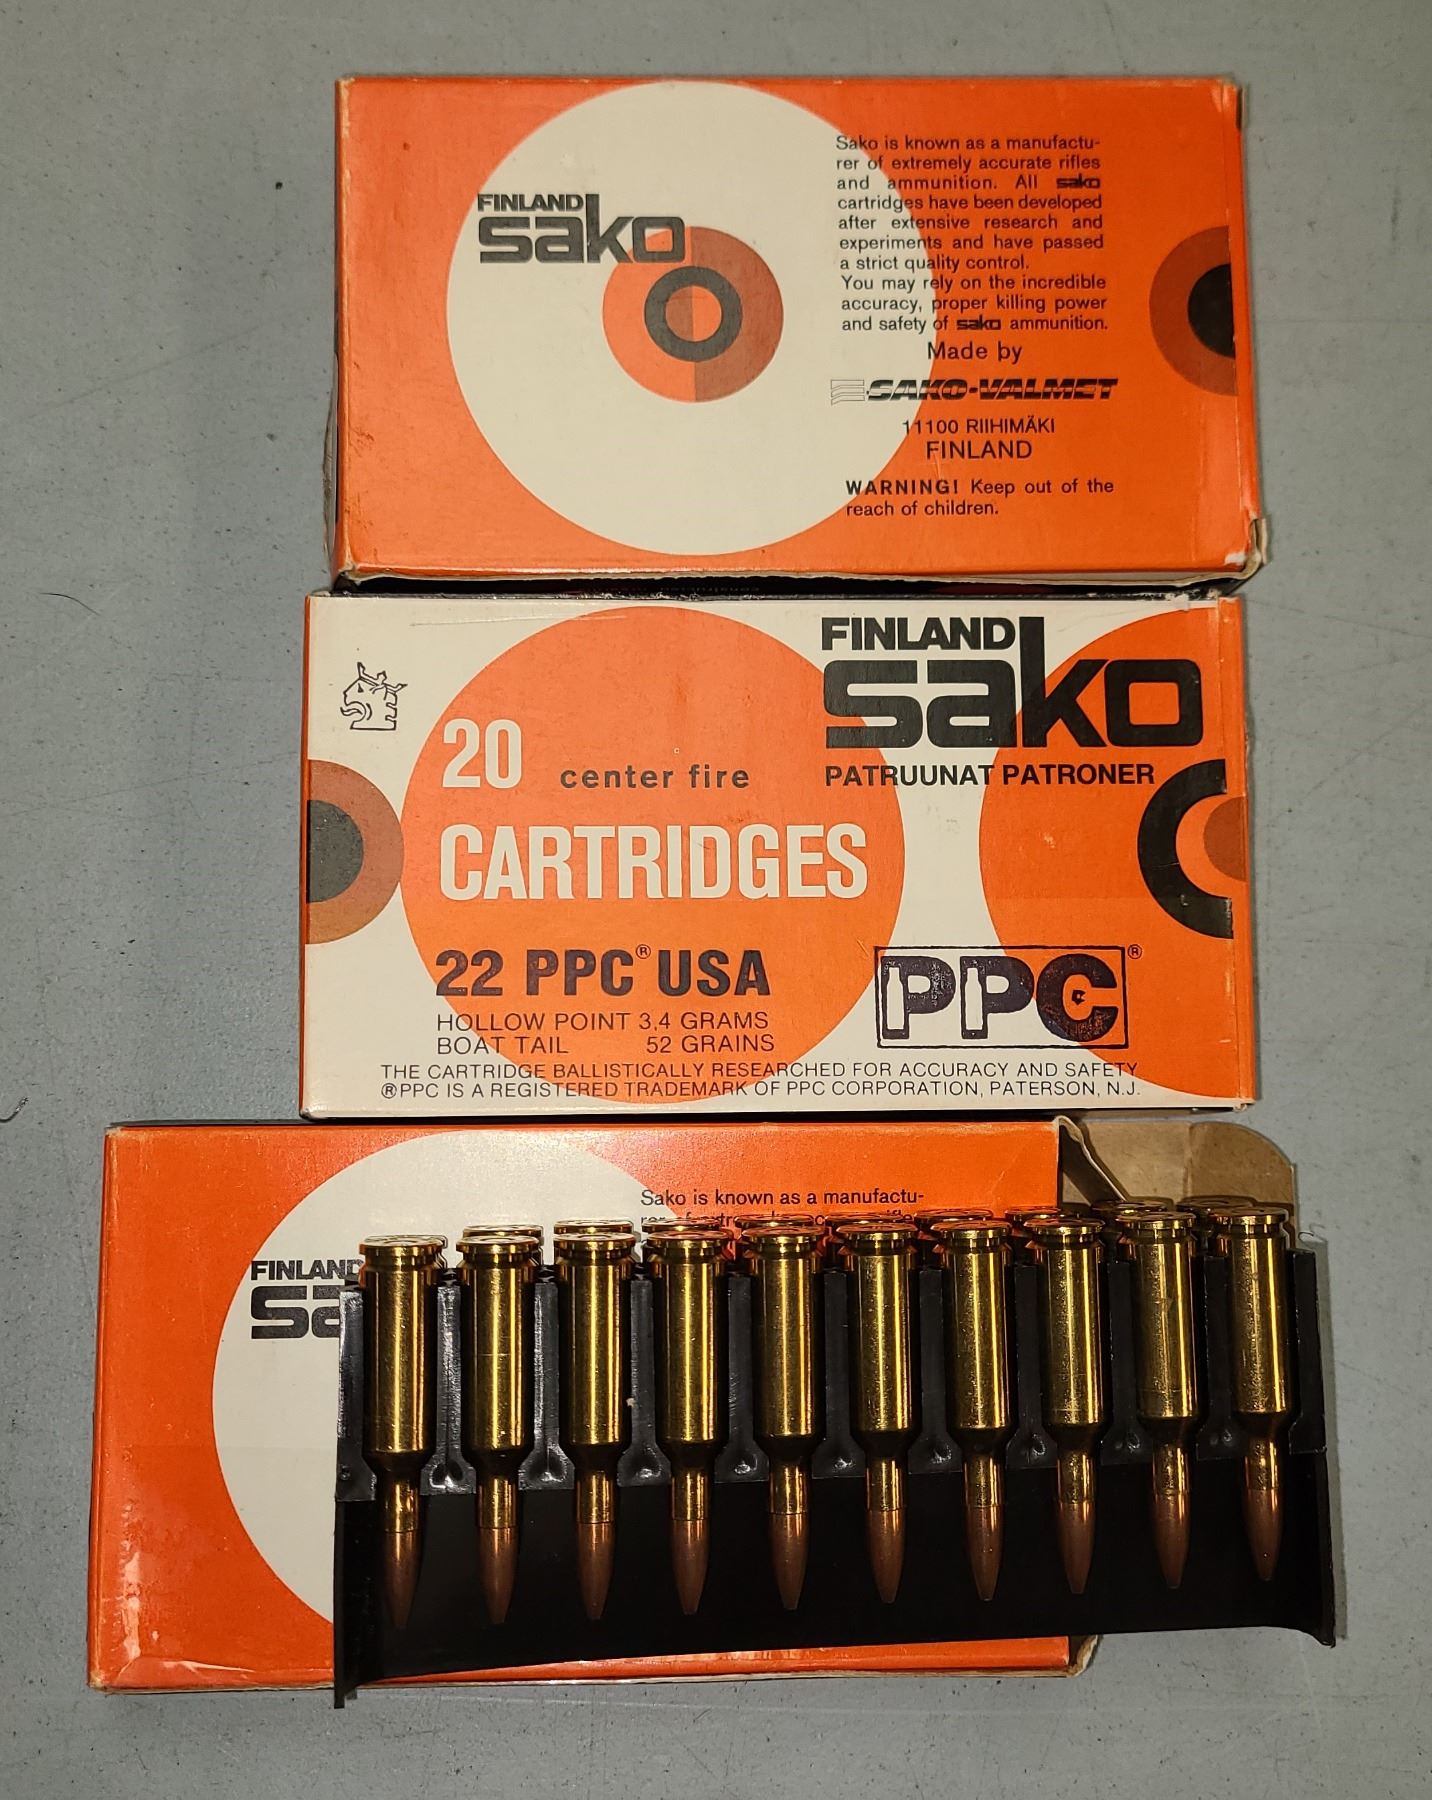 FINLAND
sako
Sako is known as a manufactu-
rer of extremely accurate rifles
and ammunition. All sako
cartridges have been developed
after extensive research and
experiments and have passed
a strict quality control.
You may rely on the incredible
accuracy, proper killing power
and safety of sako ammunition.
Made by
SAKO-VALMET
11100 RIIHIMÄKI
FINLAND
WARNING! Keep out of the
reach of children.
FINLAND
sako
PATRUUNAT PATRONER
20 center fire
CARTRIDGES
22 PPC® USA
HOLLOW POINT 3,4 GRAMS
BOAT TAIL 52 GRAINS
PPC®
THE CARTRIDGE BALLISTICALLY RESEARCHED FOR ACCURACY AND SAFETY
®PPC IS A REGISTERED TRADEMARK OF PPC CORPORATION, PATERSON, N.J.
Sako is known as a manufactu-
FINLAND
sa